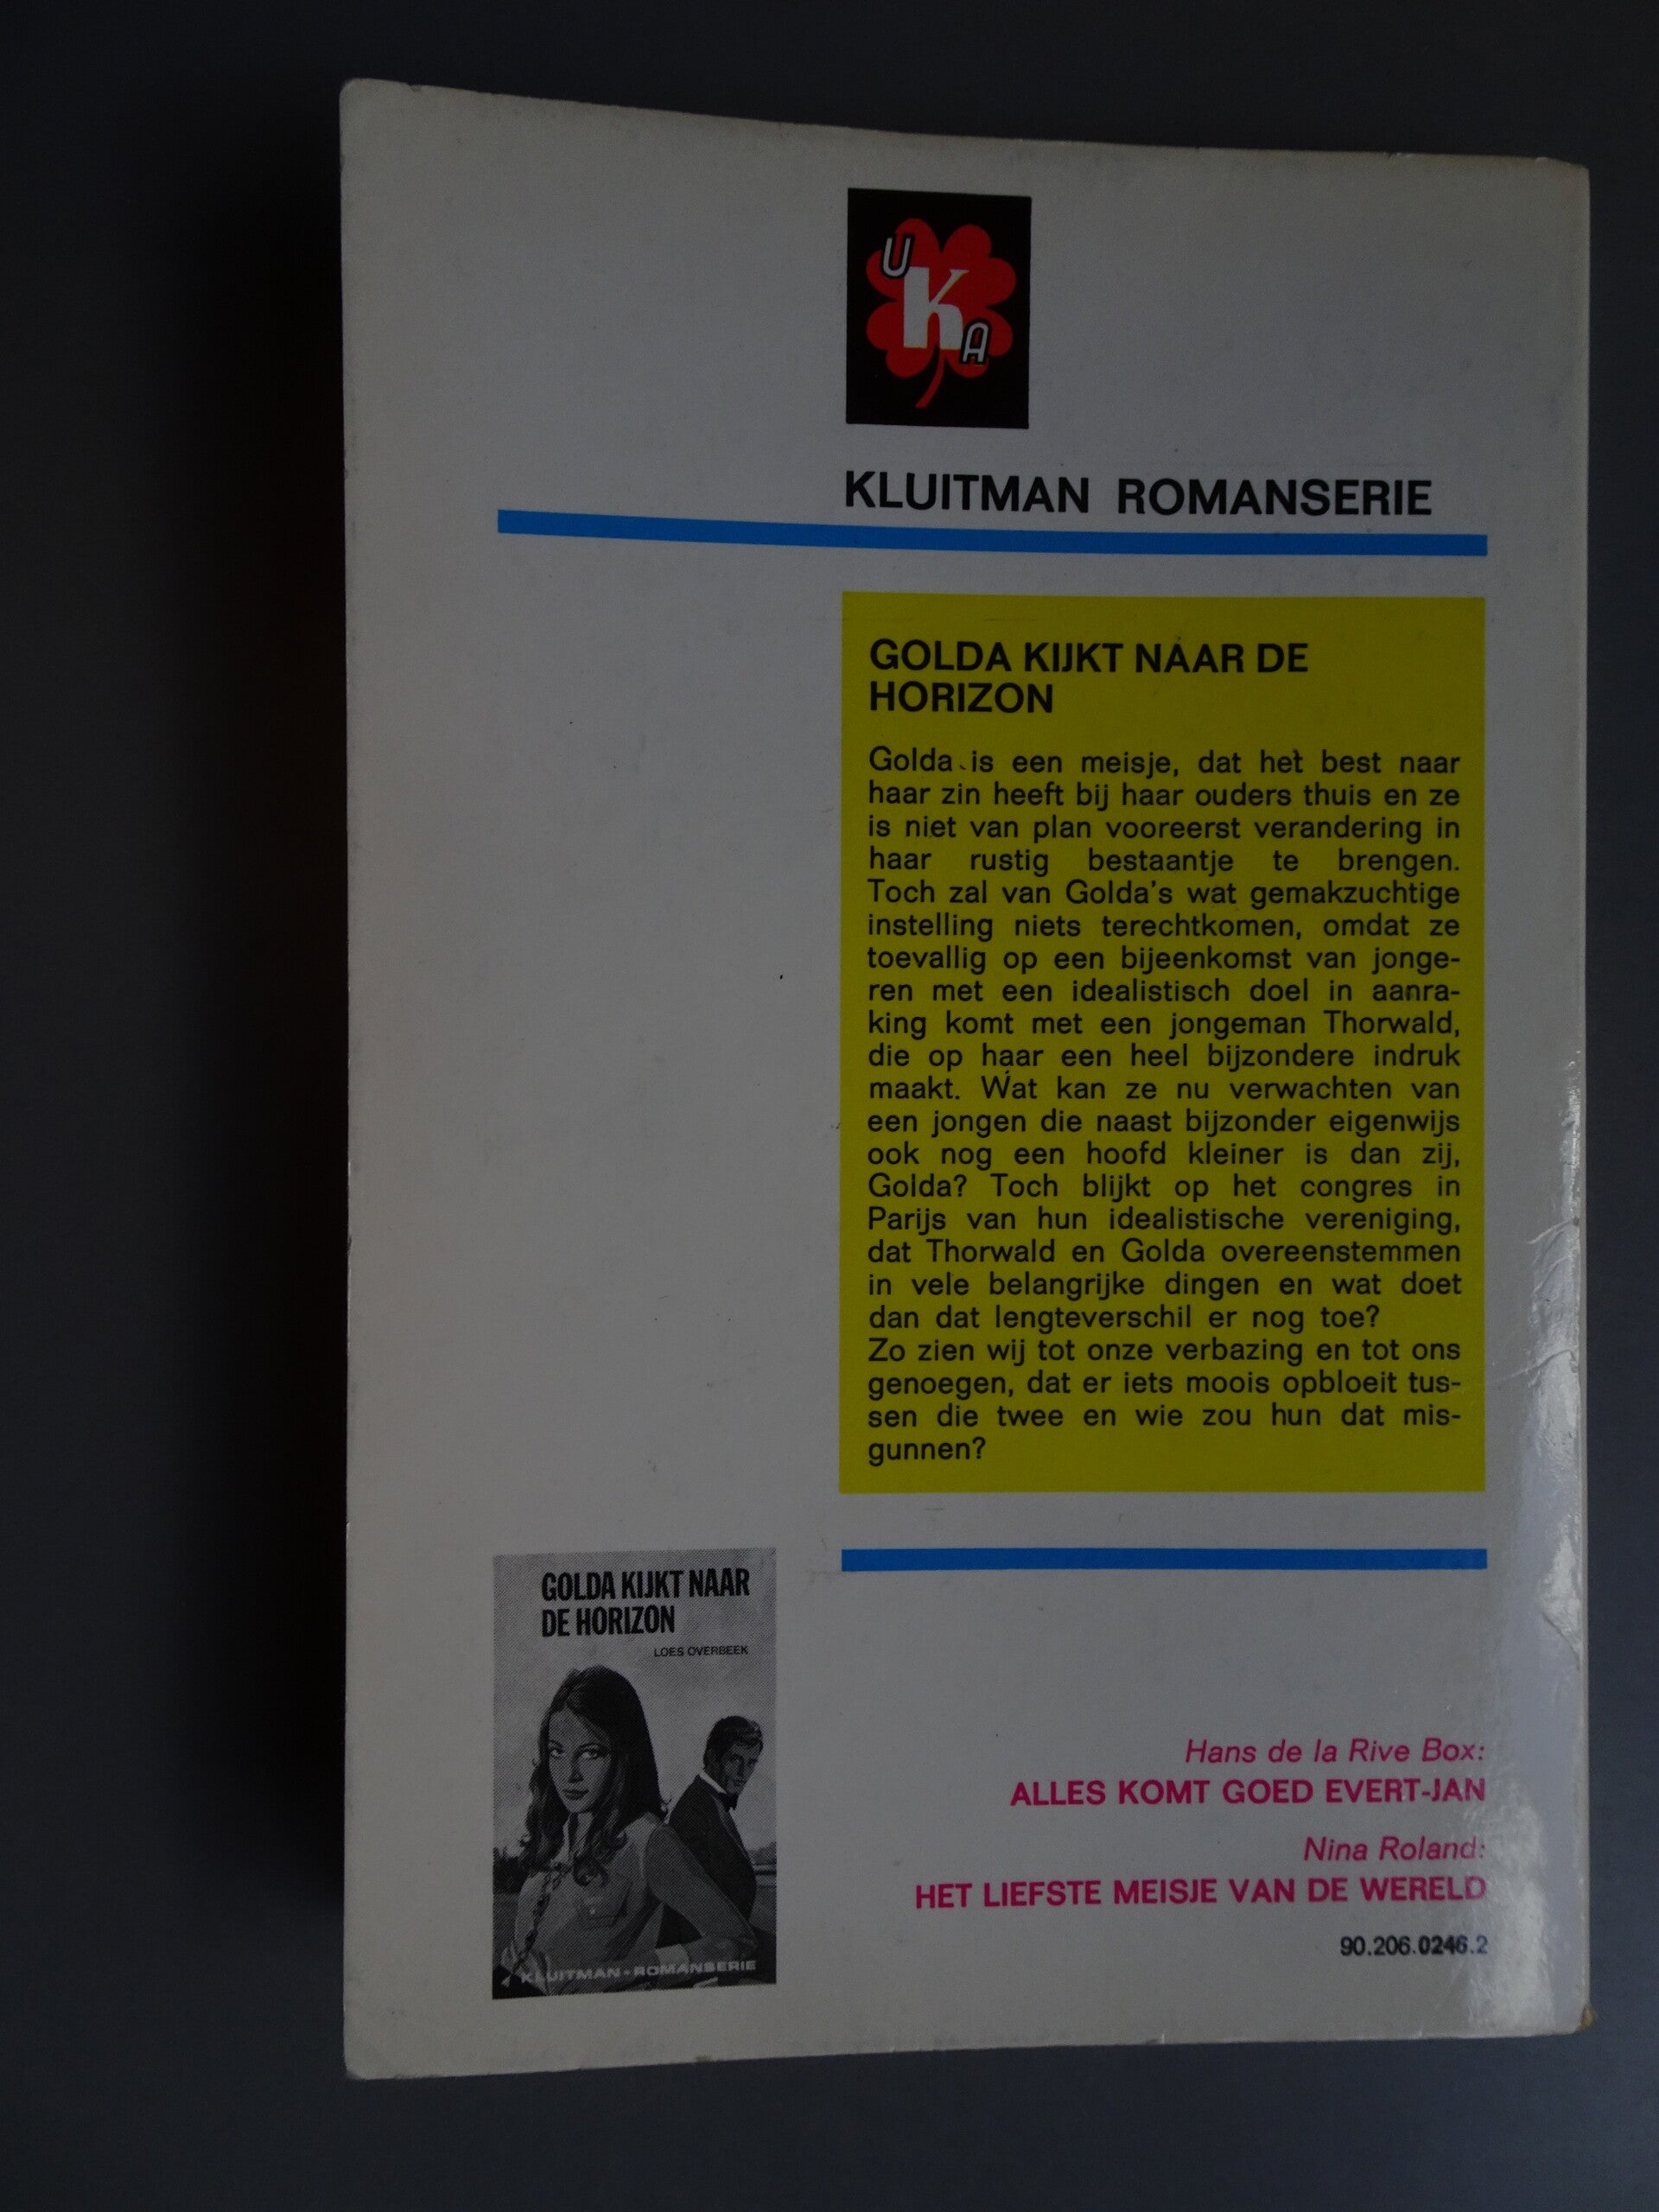 U
K
A
KLUITMAN ROMANSERIE
GOLDA KIJKT NAAR DE
HORIZON
Golda is een meisje, dat het best naar
haar zin heeft bij haar ouders thuis en ze
is niet van plan vooreerst verandering in
haar rustig bestaantje te brengen.
Toch zal van Golda's wat gemakzuchtige
instelling niets terechtkomen, omdat ze
toevallig op een bijeenkomst van jonge-
ren met een idealistisch doel in aanra-
king komt met een jongeman Thorwald,
die op haar een heel bijzondere indruk
maakt. Wat kan ze nu verwachten van
een jongen die naast bijzonder eigenwijs
ook nog een hoofd kleiner is dan zij,
Golda? Toch blijkt op het congres in
Parijs van hun idealistische vereniging,
dat Thorwald en Golda overeenstemmen
in vele belangrijke dingen en wat doet
dan dat lengteverschil er nog toe?
Zo zien wij tot onze verbazing en tot ons
genoegen, dat er iets moois opbloeit tus-
sen die twee en wie zou hun dat mis-
gunnen?
GOLDA KIJKT NAAR
DE HORIZON
LOES OVERBEEK
KLUITMAN-ROMANSERIE
Hans de la Rive Box:
ALLES KOMT GOED EVERT-JAN
Nina Roland:
HET LIEFSTE MEISJE VAN DE WERELD
90.206.0246.2